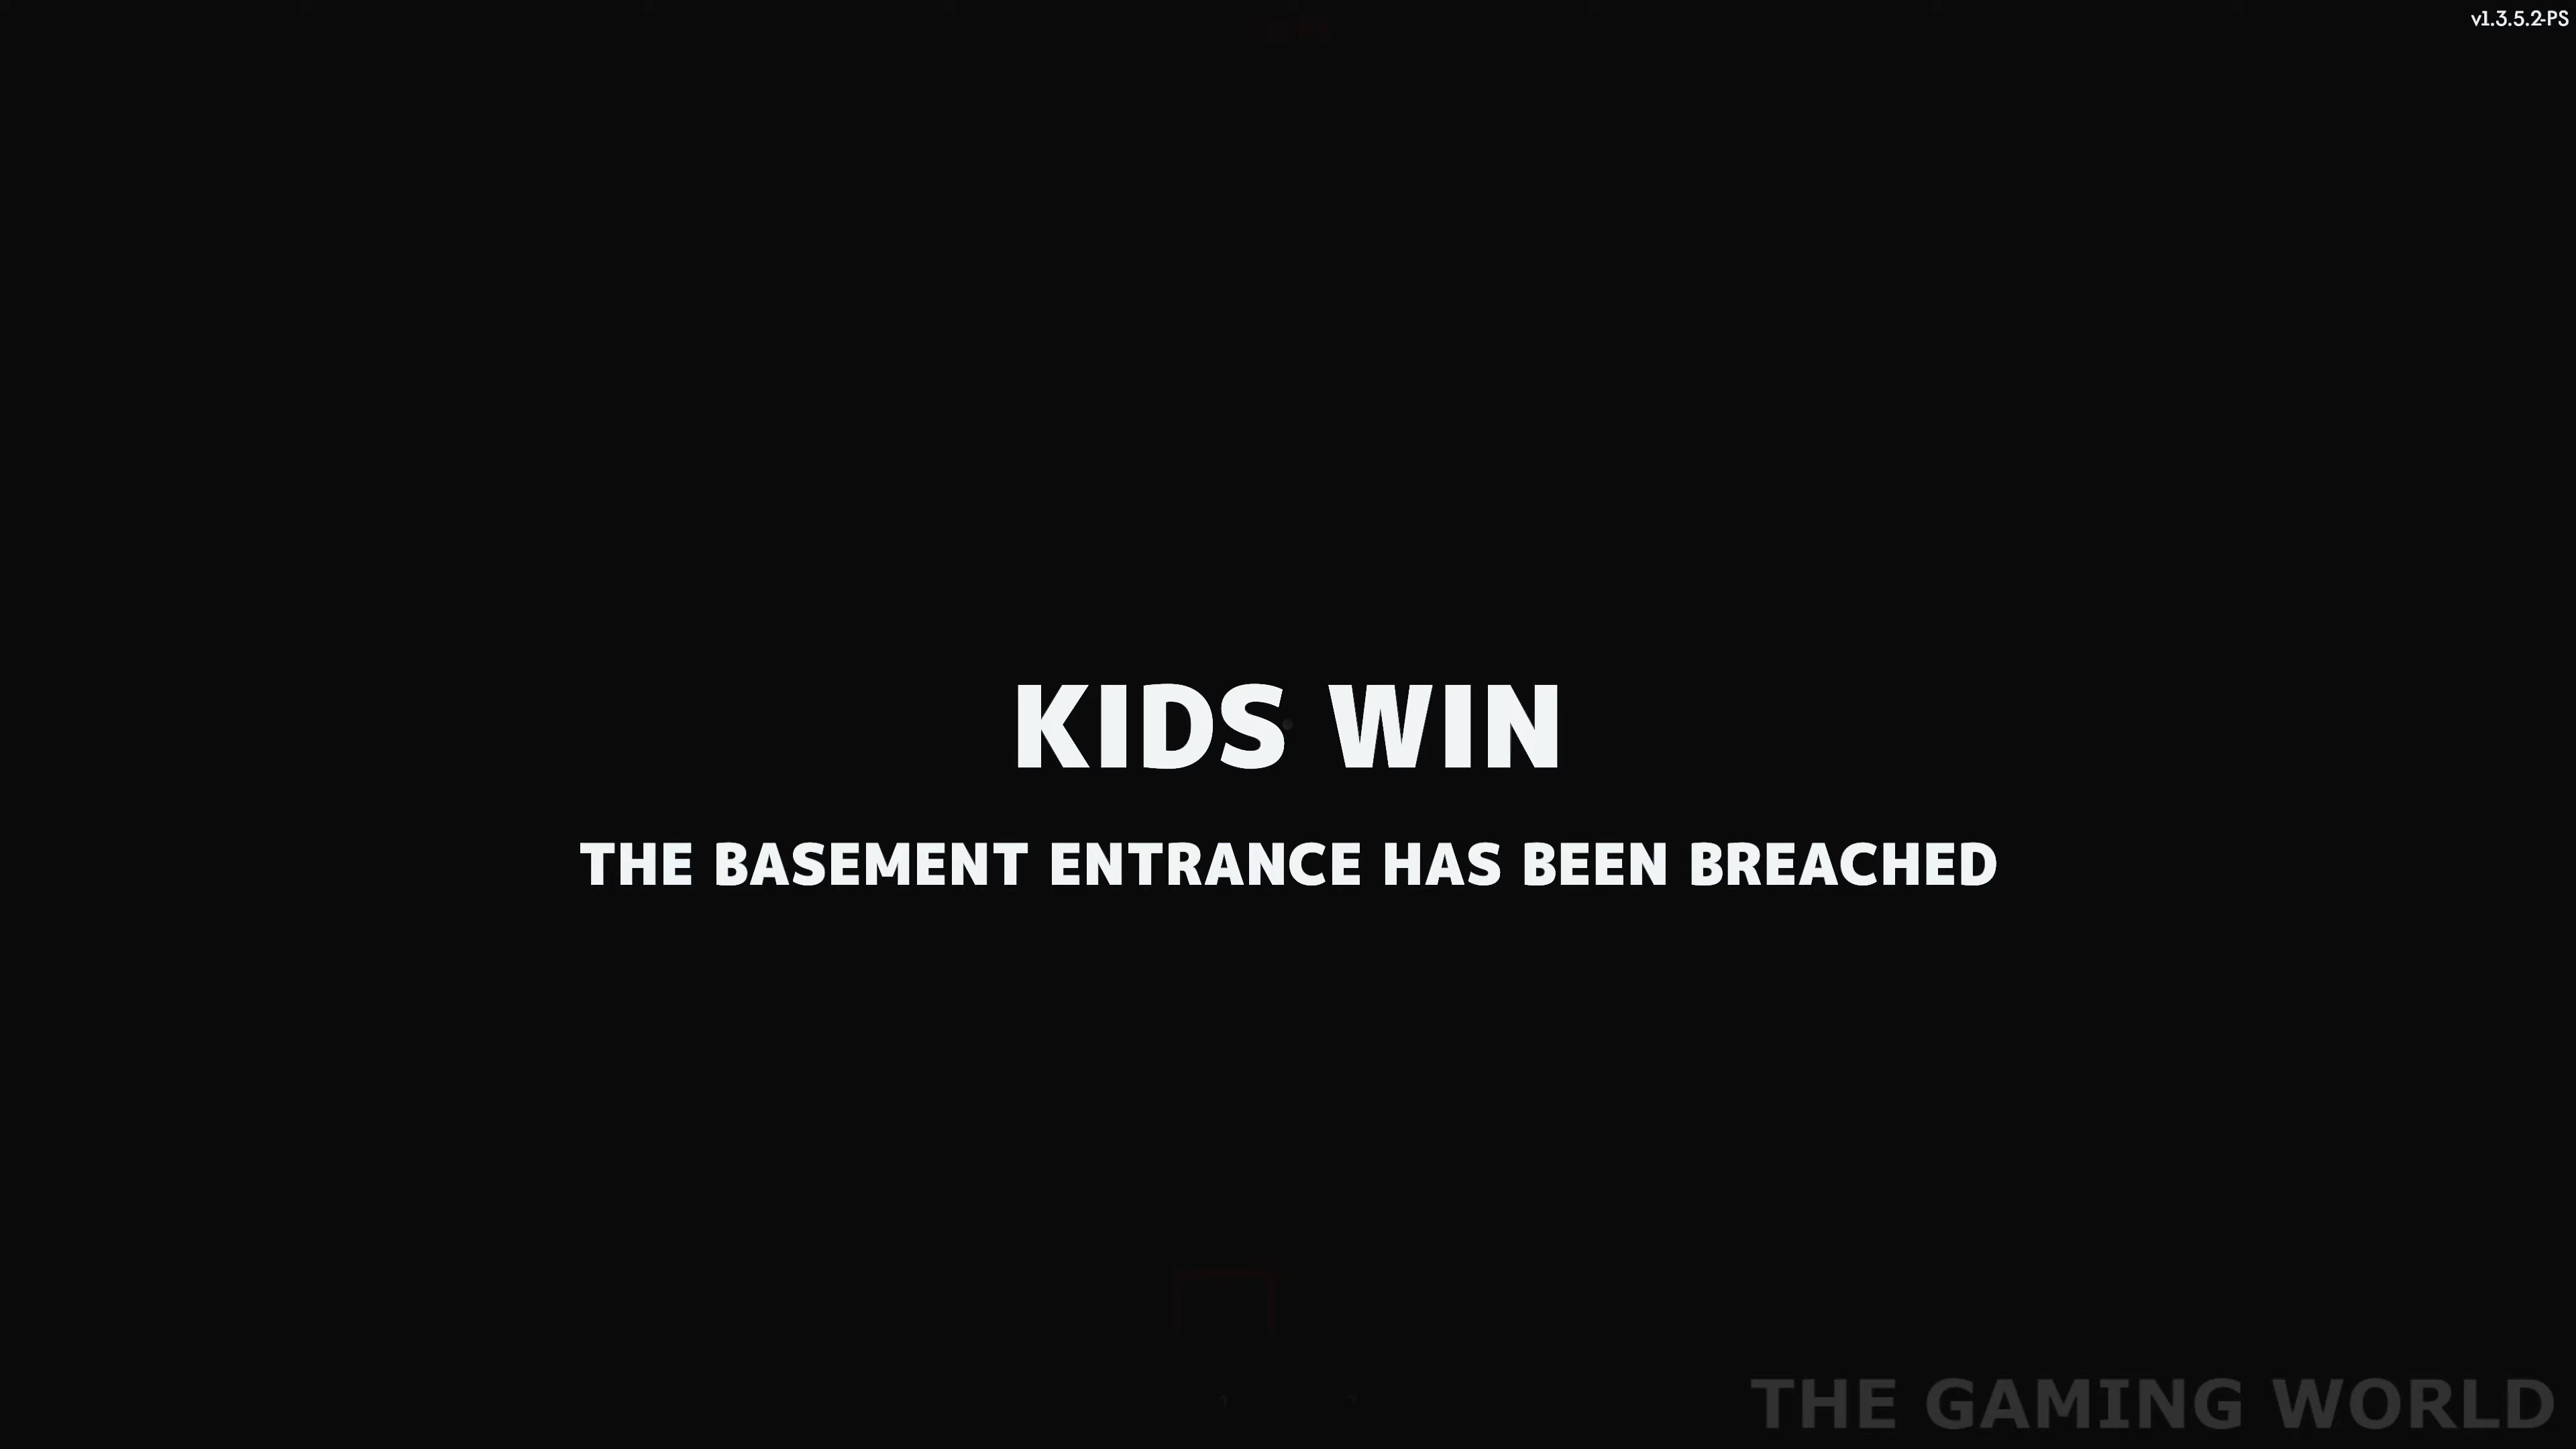 v1.3.5.2-PS
KIDS WIN
THE BASEMENT ENTRANCE HAS BEEN BREACHED
THE GAMING WORLD